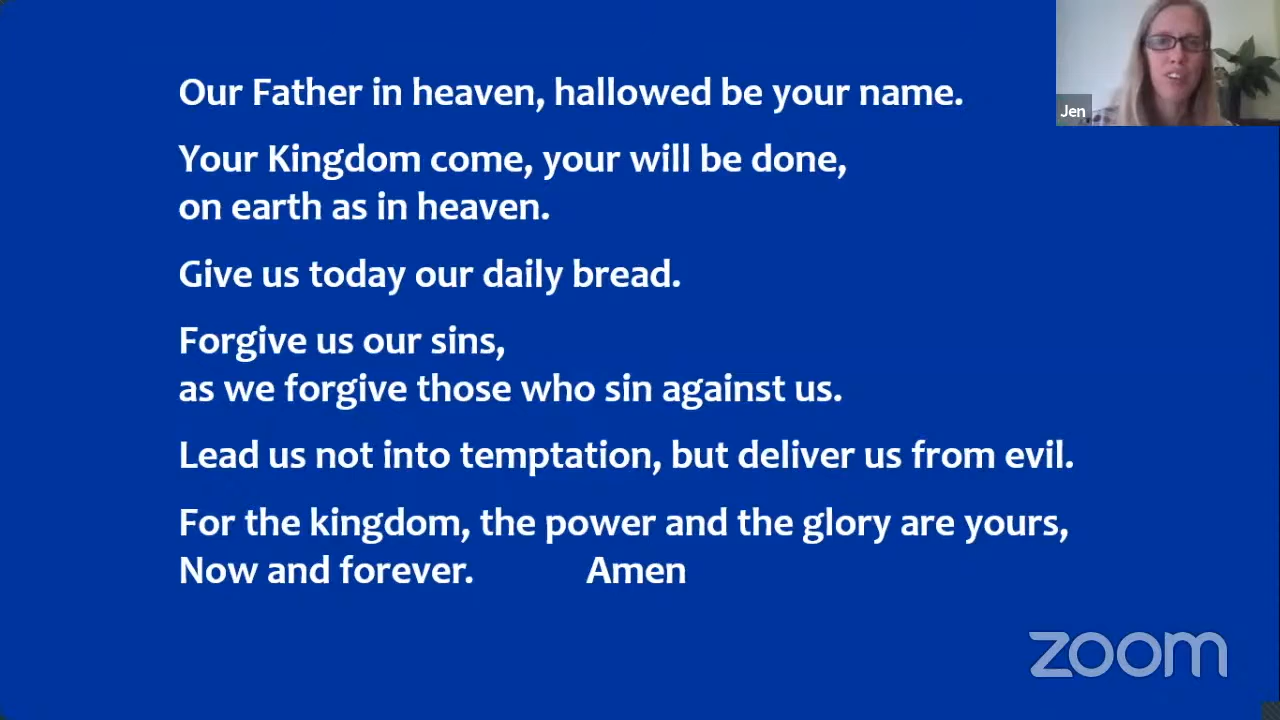 Our Father in heaven, hallowed be your name.
Jen
Your Kingdom come, your will be done,
on earth as in heaven.
Give us today our daily bread.
Forgive us our sins,
as we forgive those who sin against us.
Lead us not into temptation, but deliver us from evil.
For the kingdom, the power and the glory are yours,
Now and forever. Amen
zoom